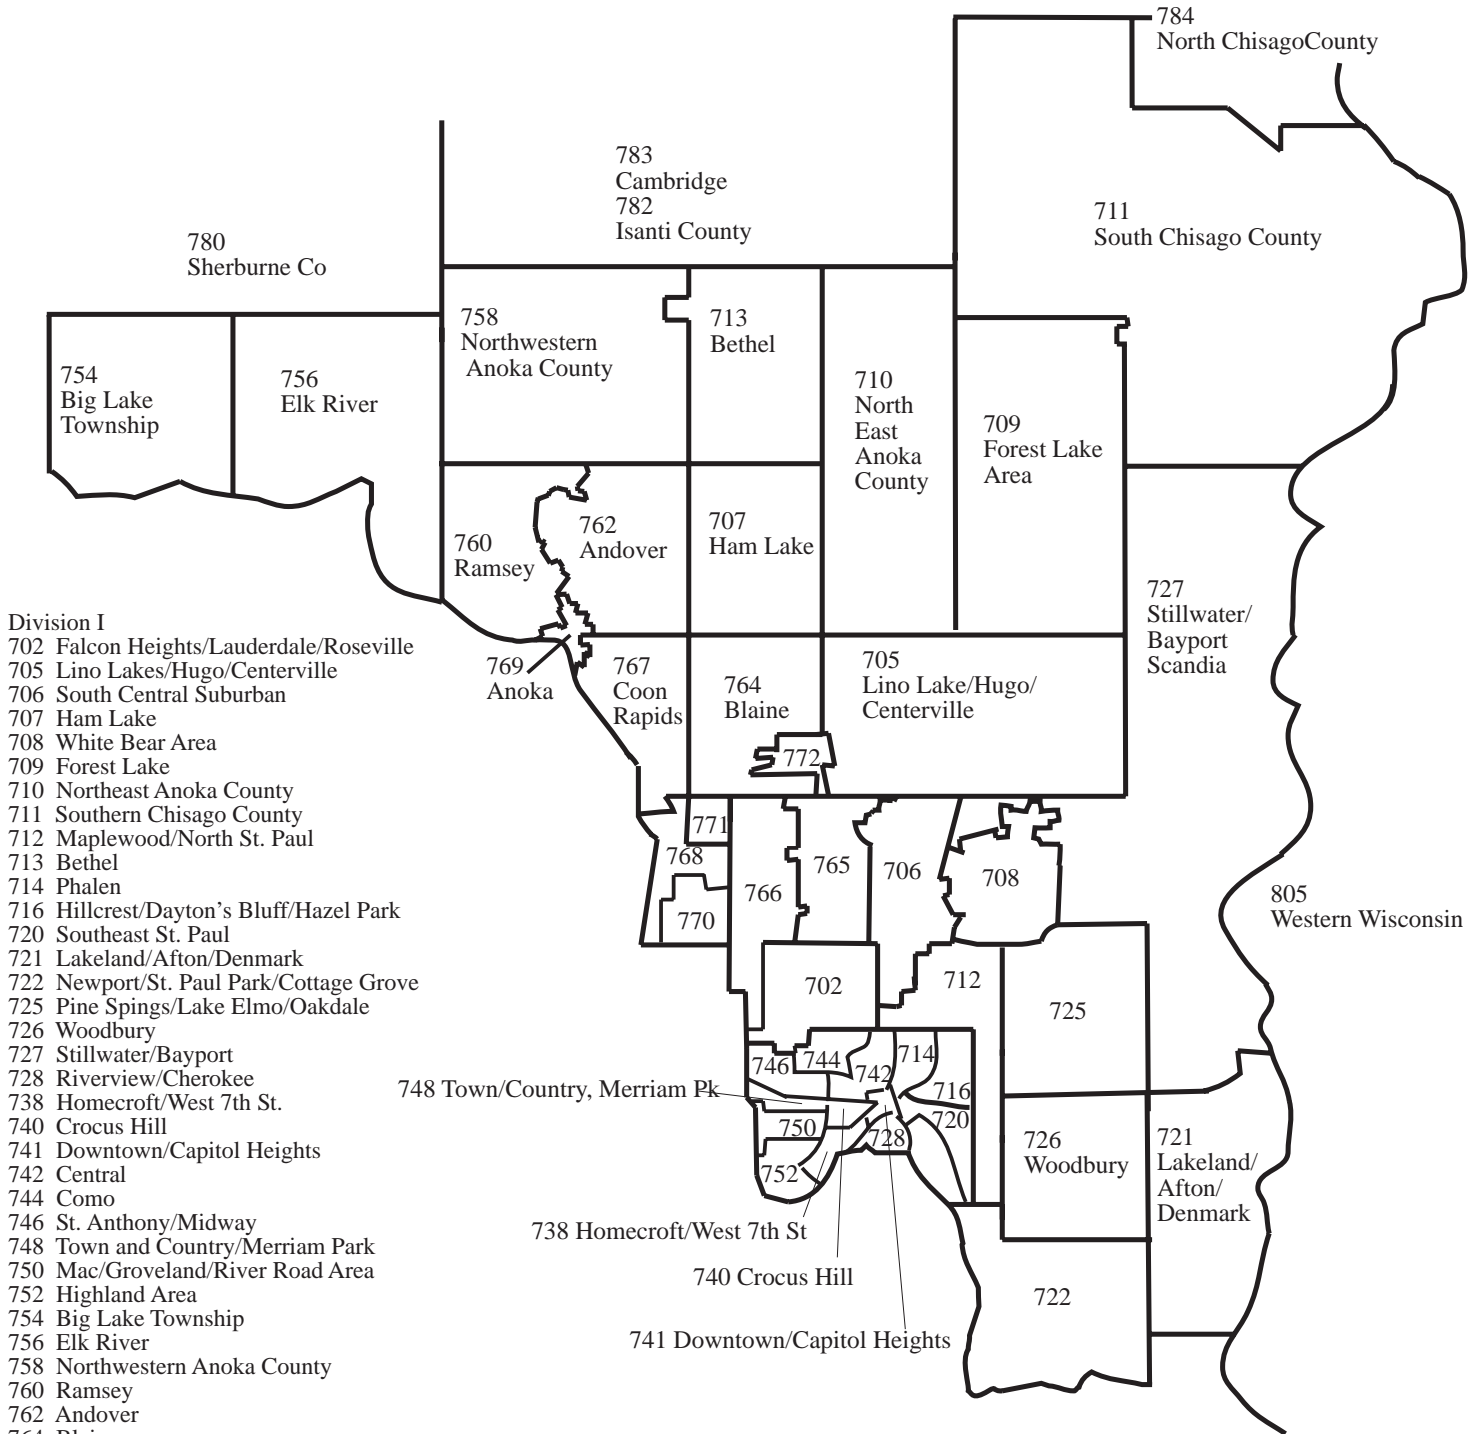 784
North ChisagoCounty
783
Cambridge
782
Isanti County
711
South Chisago County
780
Sherburne Co
758
Northwestern
Anoka County
713
Bethel
754
Big Lake
Township
756
Elk River
710
North
East
Anoka
County
709
Forest Lake
Area
760
Ramsey
762
Andover
707
Ham Lake
727
Stillwater/
Bayport
Scandia
769
Anoka
767
Coon
Rapids
764
Blaine
705
Lino Lake/Hugo/
Centerville
772
771
768
770
766
765
706
708
805
Western Wisconsin
702
712
725
746
744
742
714
716
720
748 Town/Country, Merriam Pk
750
728
752
726
Woodbury
721
Lakeland/
Afton/
Denmark
738 Homecroft/West 7th St
740 Crocus Hill
741 Downtown/Capitol Heights
722
Division I
702 Falcon Heights/Lauderdale/Roseville
705 Lino Lakes/Hugo/Centerville
706 South Central Suburban
707 Ham Lake
708 White Bear Area
709 Forest Lake
710 Northeast Anoka County
711 Southern Chisago County
712 Maplewood/North St. Paul
713 Bethel
714 Phalen
716 Hillcrest/Dayton's Bluff/Hazel Park
720 Southeast St. Paul
721 Lakeland/Afton/Denmark
722 Newport/St. Paul Park/Cottage Grove
725 Pine Spings/Lake Elmo/Oakdale
726 Woodbury
727 Stillwater/Bayport
728 Riverview/Cherokee
738 Homecroft/West 7th St.
740 Crocus Hill
741 Downtown/Capitol Heights
742 Central
744 Como
746 St. Anthony/Midway
748 Town and Country/Merriam Park
750 Mac/Groveland/River Road Area
752 Highland Area
754 Big Lake Township
756 Elk River
758 Northwestern Anoka County
760 Ramsey
762 Andover